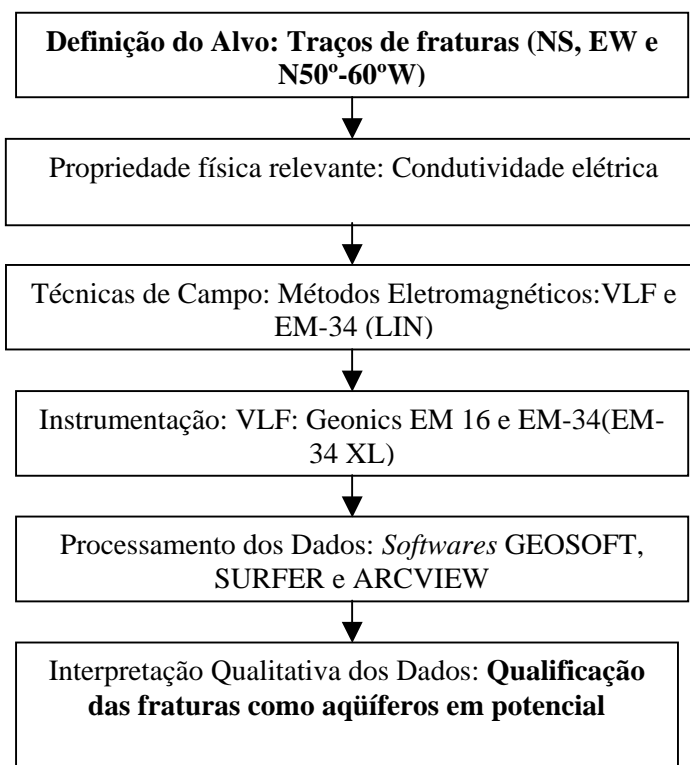 Definição do Alvo: Traços de fraturas (NS, EW e
N50º-60ºW)
Propriedade física relevante: Condutividade elétrica
Técnicas de Campo: Métodos Eletromagnéticos:VLF e
EM-34 (LIN)
Instrumentação: VLF: Geonics EM 16 e EM-34(EM-
34 XL)
Processamento dos Dados: Softwares GEOSOFT,
SURFER e ARCVIEW
Interpretação Qualitativa dos Dados: Qualificação
das fraturas como aqüíferos em potencial